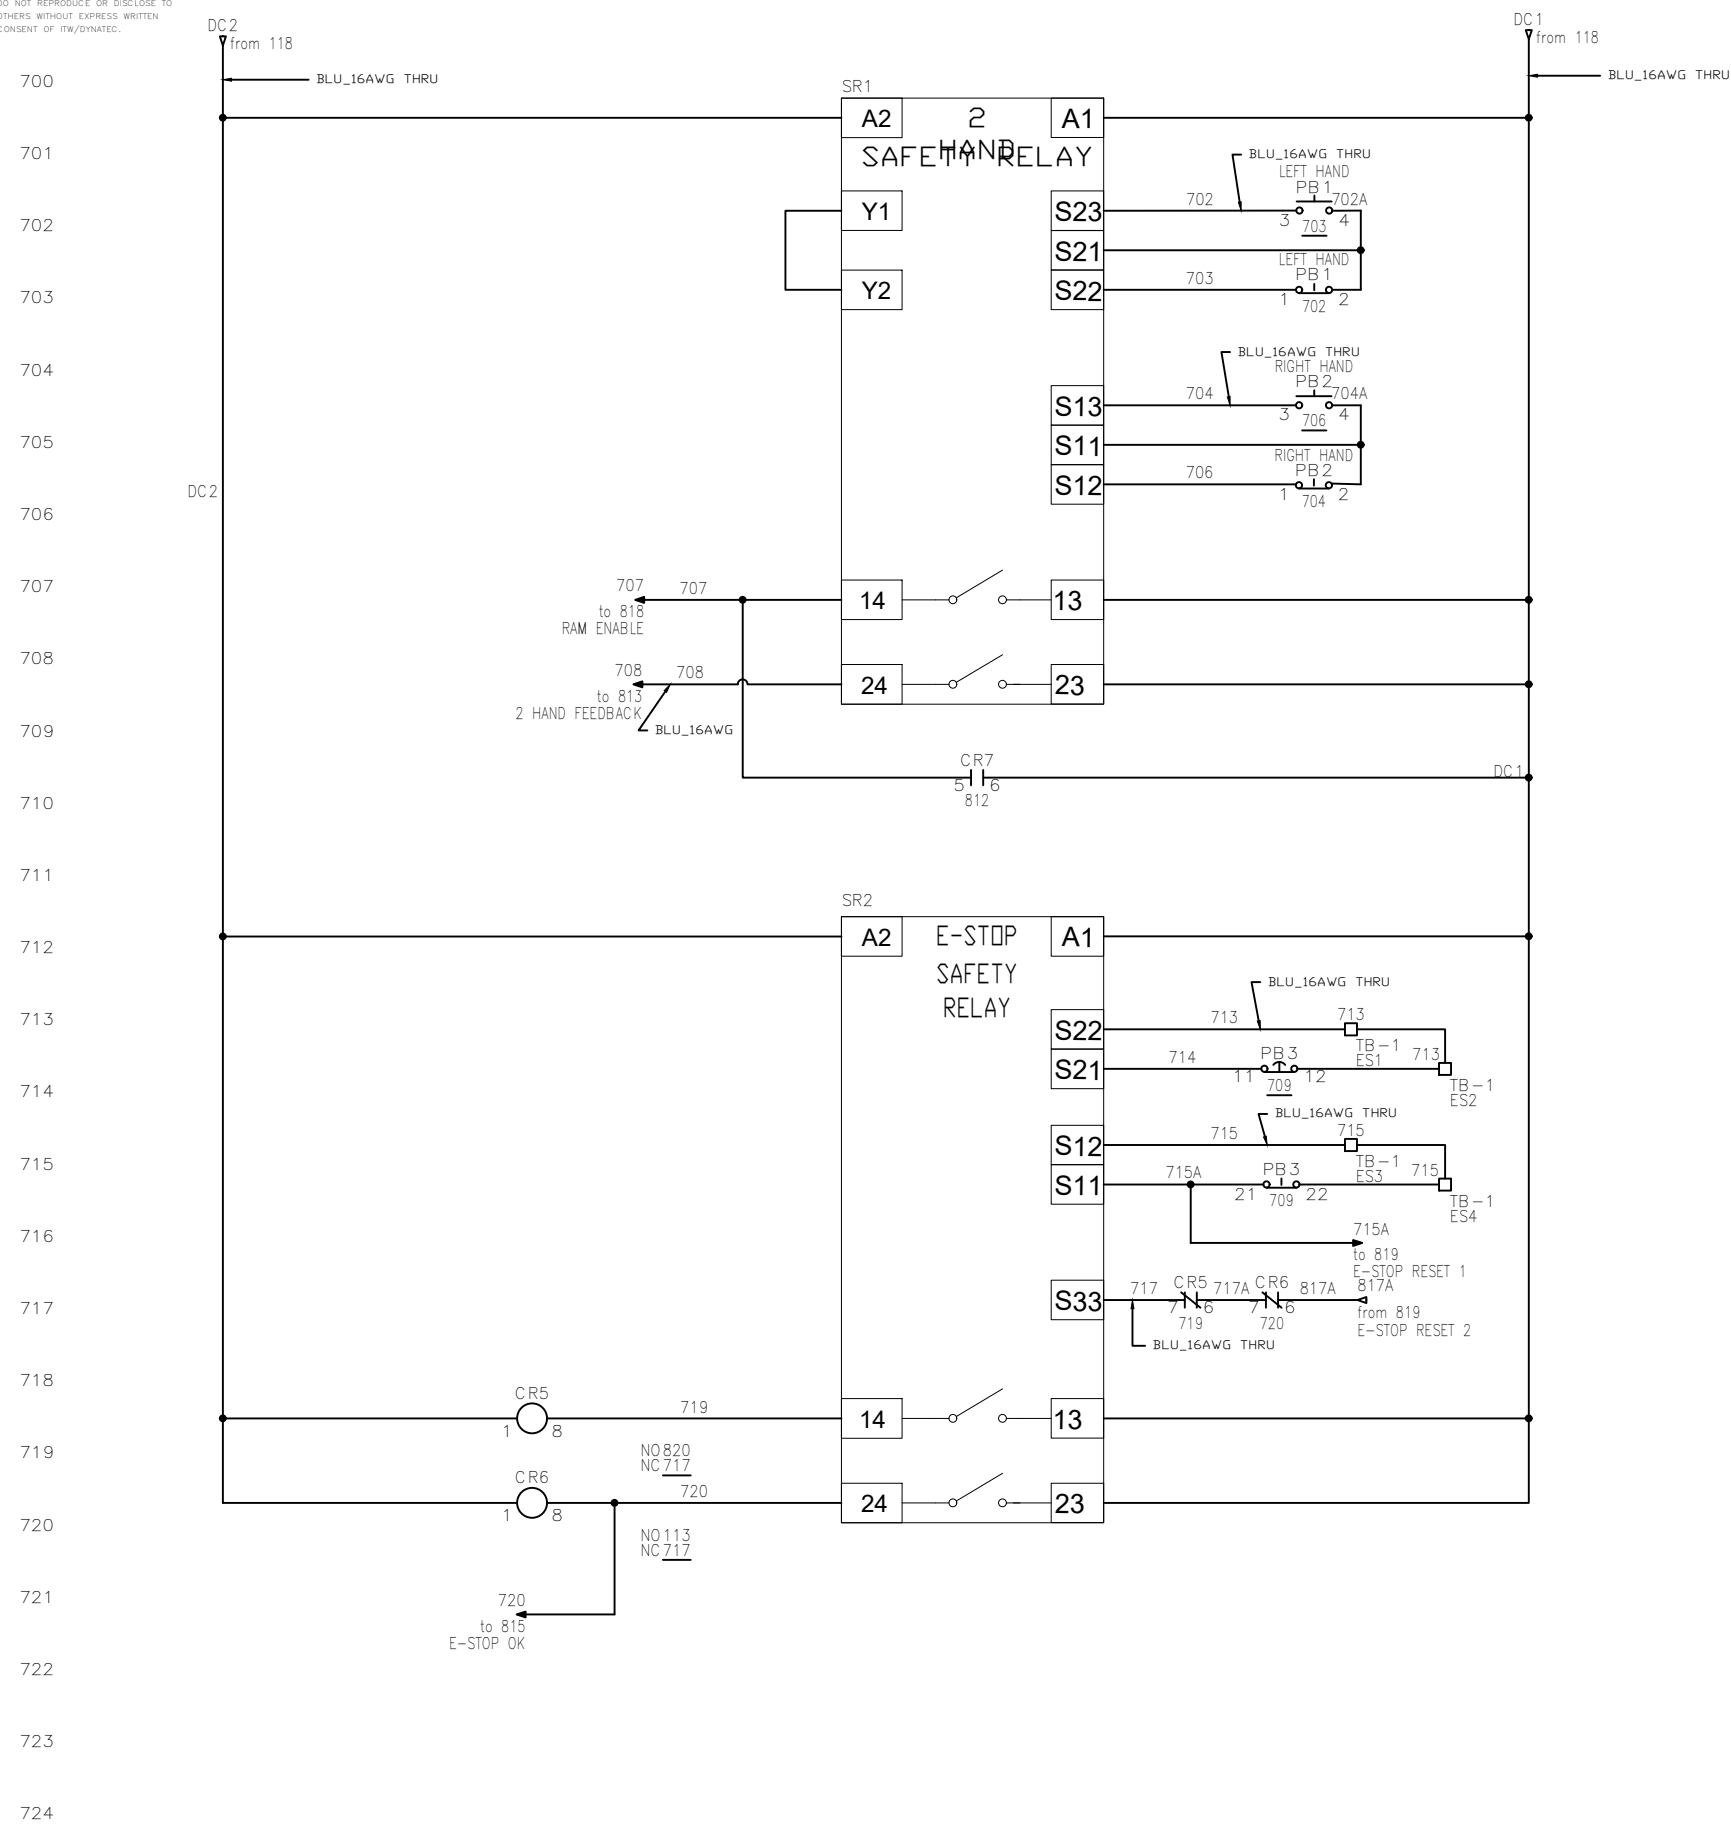 DO NOT REPRODUCE OR DISCLOSE TO
OTHERS WITHOUT EXPRESS WRITTEN
CONSENT OF ITW/DYNATEC.
DC2
from 118
DC1
from 118
700
BLU_16AWG THRU
BLU_16AWG THRU
SR1
A2
2
HAND
A1
SAFETY RELAY
701
BLU_16AWG THRU
LEFT HAND
PB1
702
702A
Y1
S23
3
703
4
702
S21
LEFT HAND
PB1
703
Y2
S22
1
702
2
703
BLU_16AWG THRU
RIGHT HAND
PB2
704
704
704A
S13
3
706
4
705
S11
RIGHT HAND
PB2
706
S12
1
704
2
DC2
706
707
707
707
14
13
to 818
RAM ENABLE
708
708
708
24
23
to 813
2 HAND FEEDBACK
BLU_16AWG
709
CR7
5
6
812
DC1
710
711
SR2
A2
E-STOP
SAFETY
RELAY
A1
712
BLU_16AWG THRU
713
S22
713
713
TB-1
ES1
713
S21
714
PB3
11
12
709
TB-1
ES2
714
BLU_16AWG THRU
S12
715
715
TB-1
ES3
715
715
S11
715A
PB3
21
22
709
TB-1
ES4
716
715A
to 819
E-STOP RESET 1
817A
717
S33
717
CR5
7
6
719
717A
CR6
7
6
720
817A
from 819
E-STOP RESET 2
BLU_16AWG THRU
718
CR5
1
8
719
14
13
719
NO820
NC717
CR6
1
8
720
24
23
720
NO113
NC717
721
720
to 815
E-STOP OK
722
723
724